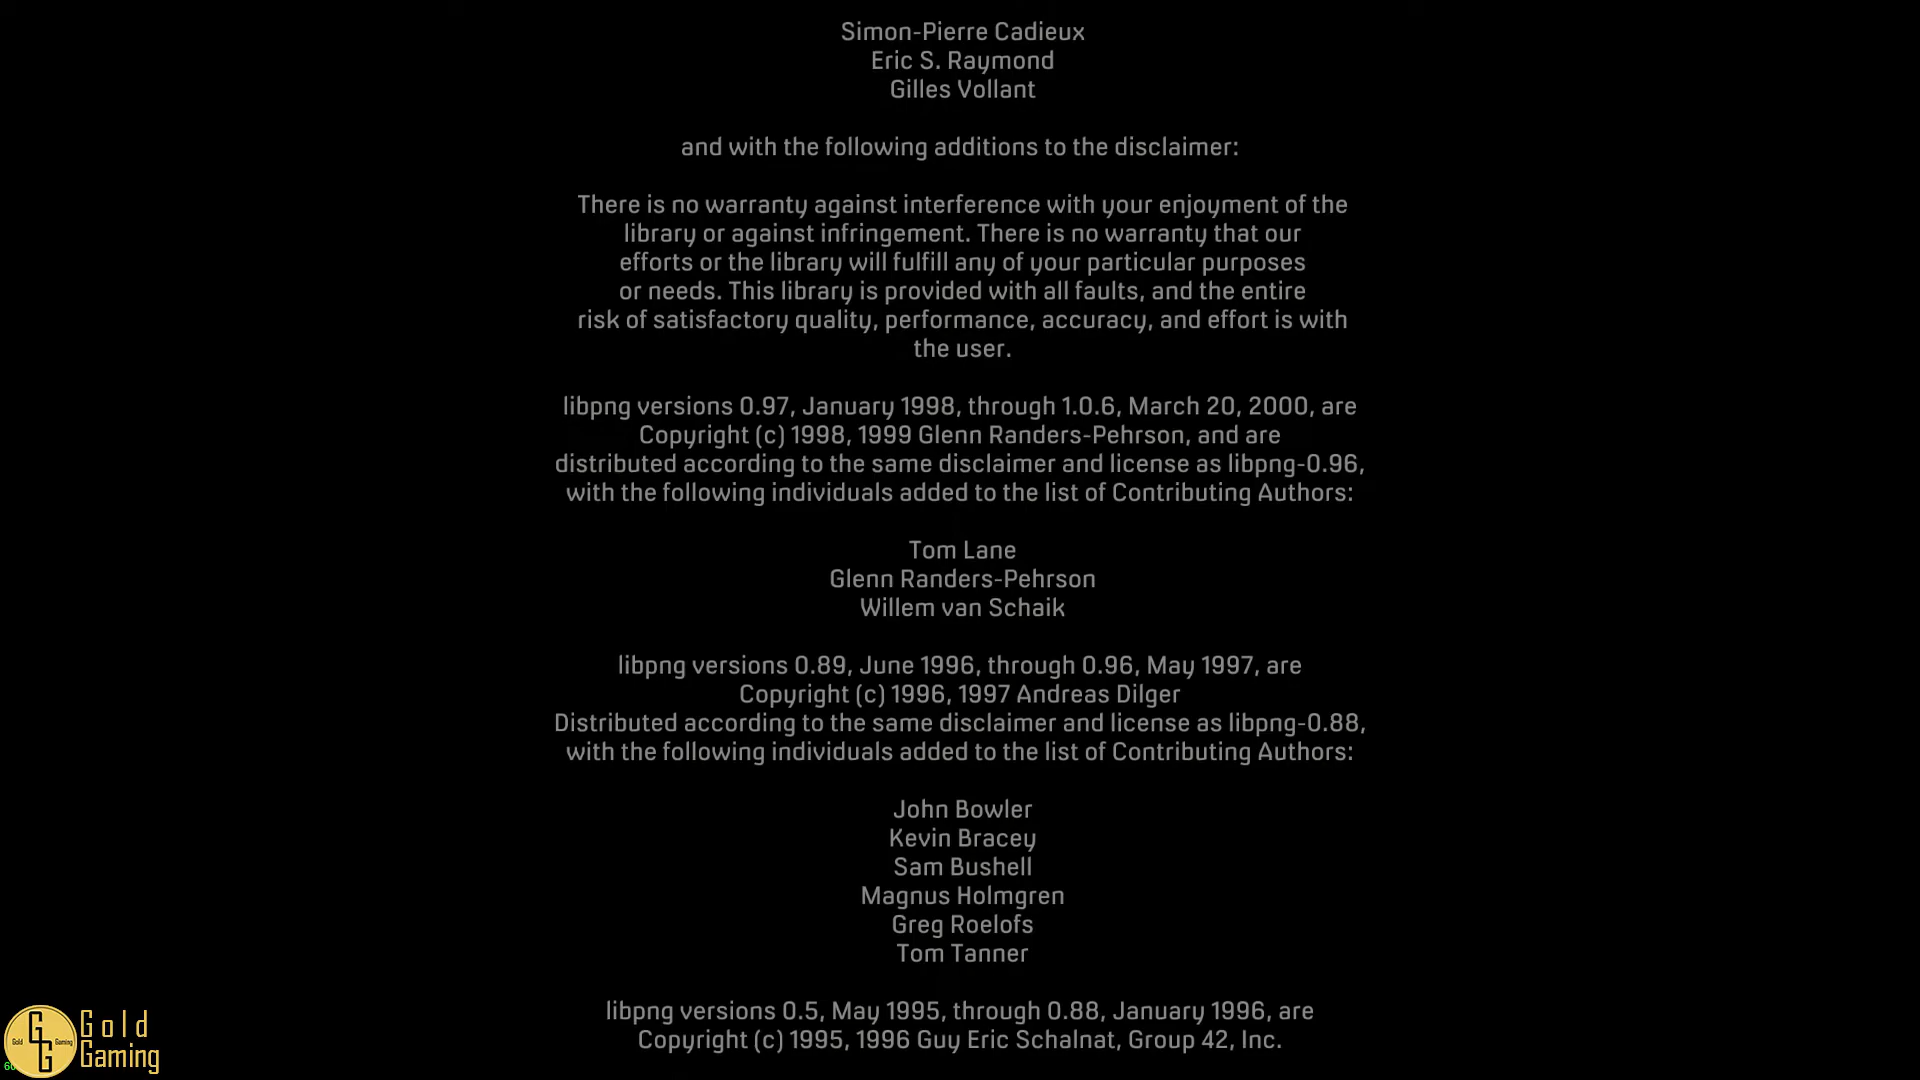 Simon-Pierre Cadieux
Eric S. Raymond
Gilles Vollant
and with the following additions to the disclaimer:
There is no warranty against interference with your enjoyment of the
library or against infringement. There is no warranty that our
efforts or the library will fulfill any of your particular purposes
or needs. This library is provided with all faults, and the entire
risk of satisfactory quality, performance, accuracy, and effort is with
the user.
libpng versions 0.97, January 1998, through 1.0.6, March 20, 2000, are
Copyright (c) 1998, 1999 Glenn Randers-Pehrson, and are
distributed according to the same disclaimer and license as libpng-0.96,
with the following individuals added to the list of Contributing Authors:
Tom Lane
Glenn Randers-Pehrson
Willem van Schaik
libpng versions 0.89, June 1996, through 0.96, May 1997, are
Copyright (c) 1996, 1997 Andreas Dilger
Distributed according to the same disclaimer and license as libpng-0.88,
with the following individuals added to the list of Contributing Authors:
John Bowler
Kevin Bracey
Sam Bushell
Magnus Holmgren
Greg Roelofs
Tom Tanner
libpng versions 0.5, May 1995, through 0.88, January 1996, are
Copyright (c) 1995, 1996 Guy Eric Schalnat, Group 42, Inc.
GG
Gold Gaming
Gold
Gaming